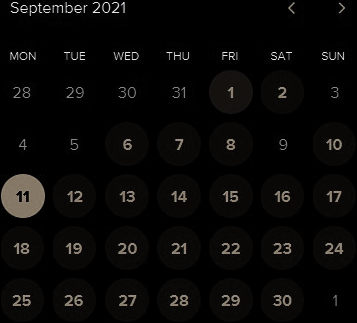 September 2021
MON TUE WED THU FRI SAT SUN
28 29 30 31 1 2 3
4 5 6 7 8 9 10
11 12 13 14 15 16 17
18 19 20 21 22 23 24
25 26 27 28 29 30 1